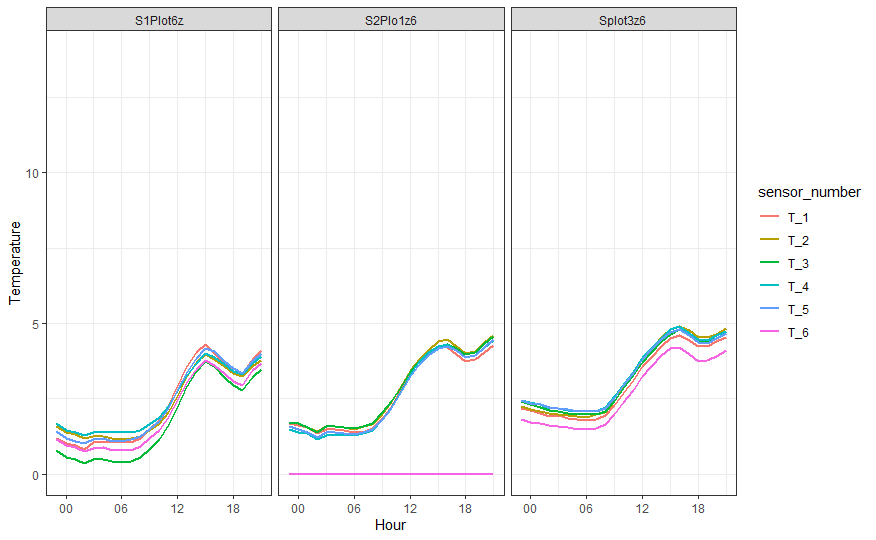 S1Plot6z S2Plo1z6 Splot3z6
Temperature
10
5
0
00 06 12 18 00 06 12 18 00 06 12 18
Hour
sensor_number
T_1
T_2
T_3
T_4
T_5
T_6